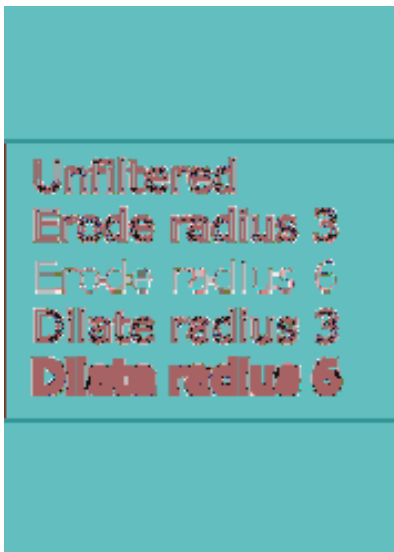 Unfiltered
Erode radius 3
Erode radius 6
Dilate radius 3
Dilate radius 6